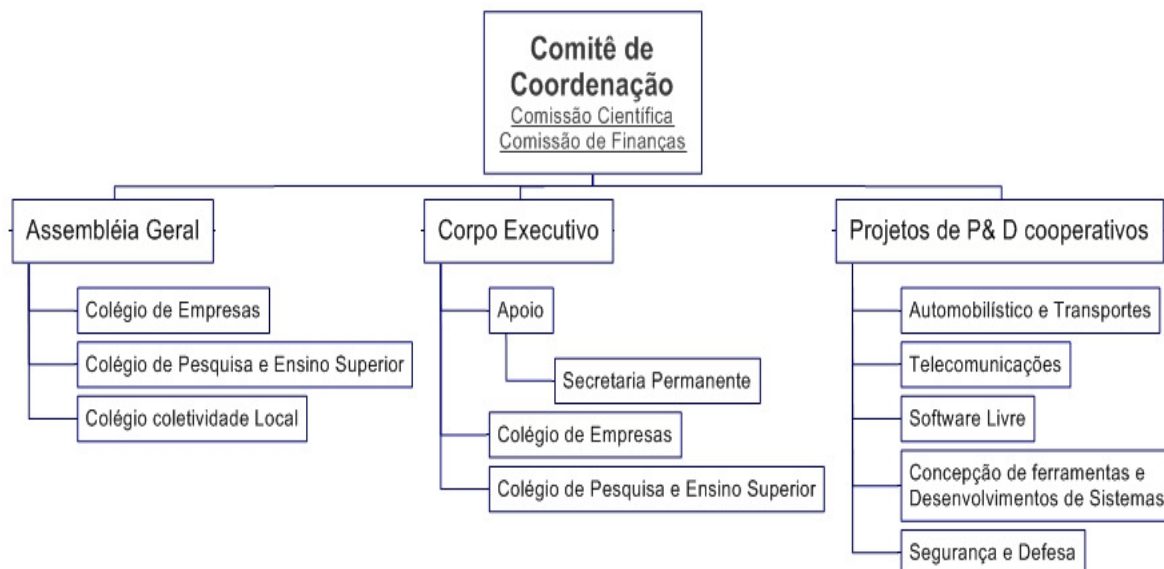 Comitê de
Coordenação
Comissão Científica
Comissão de Finanças
Assembléia Geral
Colégio de Empresas
Colégio de Pesquisa e Ensino Superior
Colégio coletividade Local
Corpo Executivo
Apoio
Secretaria Permanente
Colégio de Empresas
Colégio de Pesquisa e Ensino Superior
Projetos de P& D cooperativos
Automobilístico e Transportes
Telecomunicações
Software Livre
Concepção de ferramentas e
Desenvolvimentos de Sistemas
Segurança e Defesa